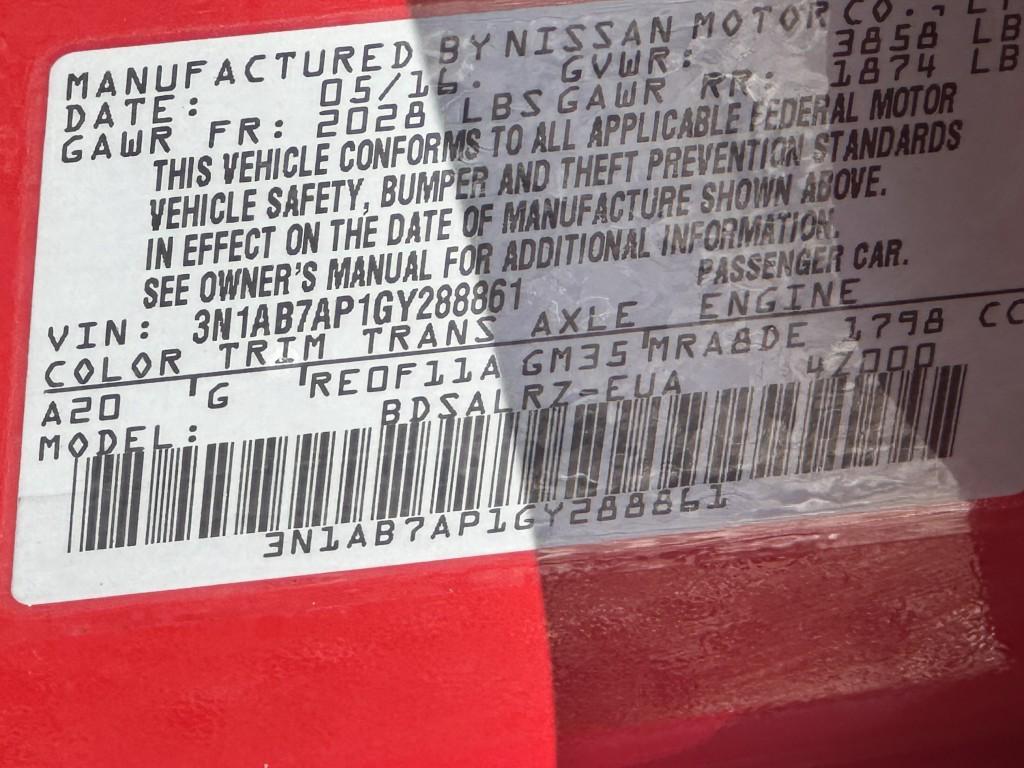 MANUFACTURED BY NISSAN MOTOR CO., LT
DATE: 05/16. GVWR: 3858 LB
GAWR FR: 2028 LBS GAWR RR: 1874 LB
THIS VEHICLE CONFORMS TO ALL APPLICABLE FEDERAL MOTOR
VEHICLE SAFETY, BUMPER AND THEFT PREVENTION STANDARDS
IN EFFECT ON THE DATE OF MANUFACTURE SHOWN ABOVE.
SEE OWNER'S MANUAL FOR ADDITIONAL INFORMATION.
VIN: 3N1AB7AP1GY288861 PASSENGER CAR.
COLOR TRIM TRANS AXLE ENGINE
A20 G RE0F11A GM35 MRA8DE 1798 CC
MODEL: BDSALRZ-EUA 47000
3N1AB7AP1GY288861